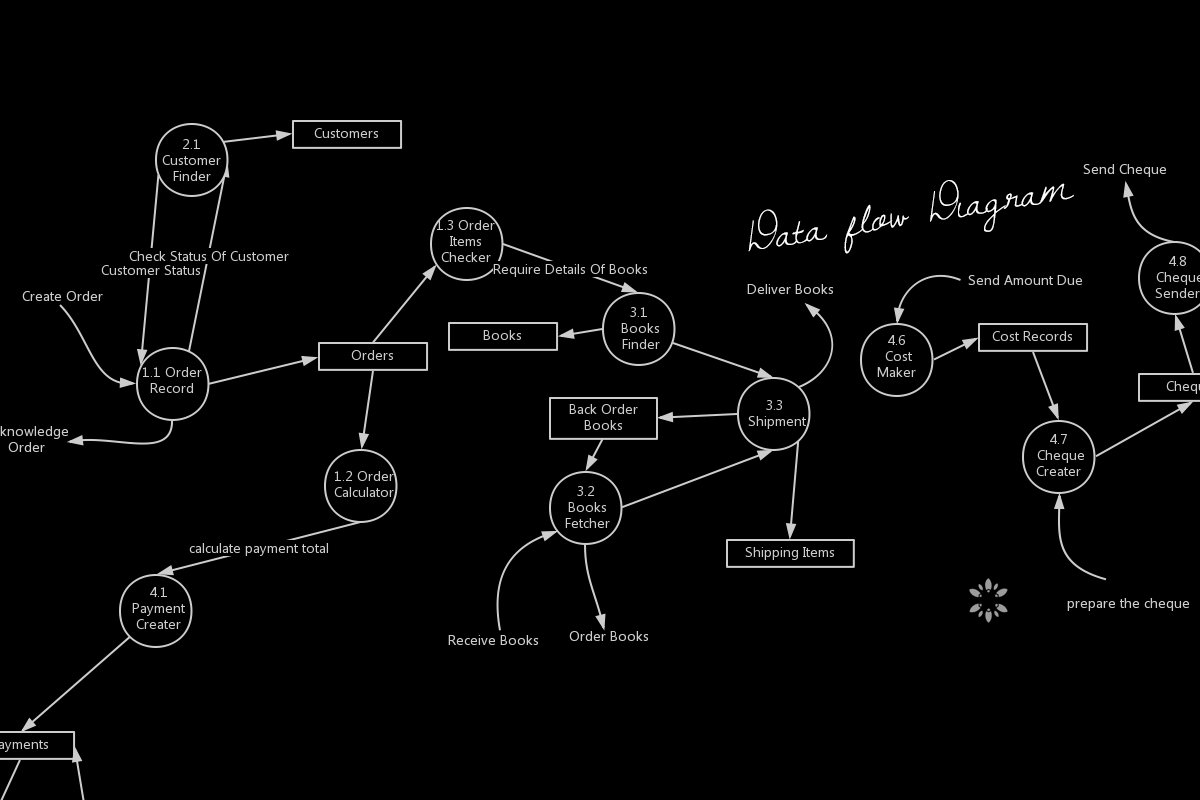 Data flow Diagram
Send Cheque
2.1
Customer
Finder
Customers
4.8
Sender
1.3 Order
Items
Checker
Check Status Of Customer
Customer Status
Require Details Of Books
Create Order
Deliver Books
Send Amount Due
3.1
Books
Finder
Books
4.6
Cost
Maker
Cost Records
Orders
1.1 Order
Record
Back Order
Books
3.3
Shipment
Order
4.7
Cheque
Creater
1.2 Order
Calculator
3.2
Books
Fetcher
calculate payment total
Shipping Items
4.1
Payment
Creater
prepare the cheque
Receive Books
Order Books